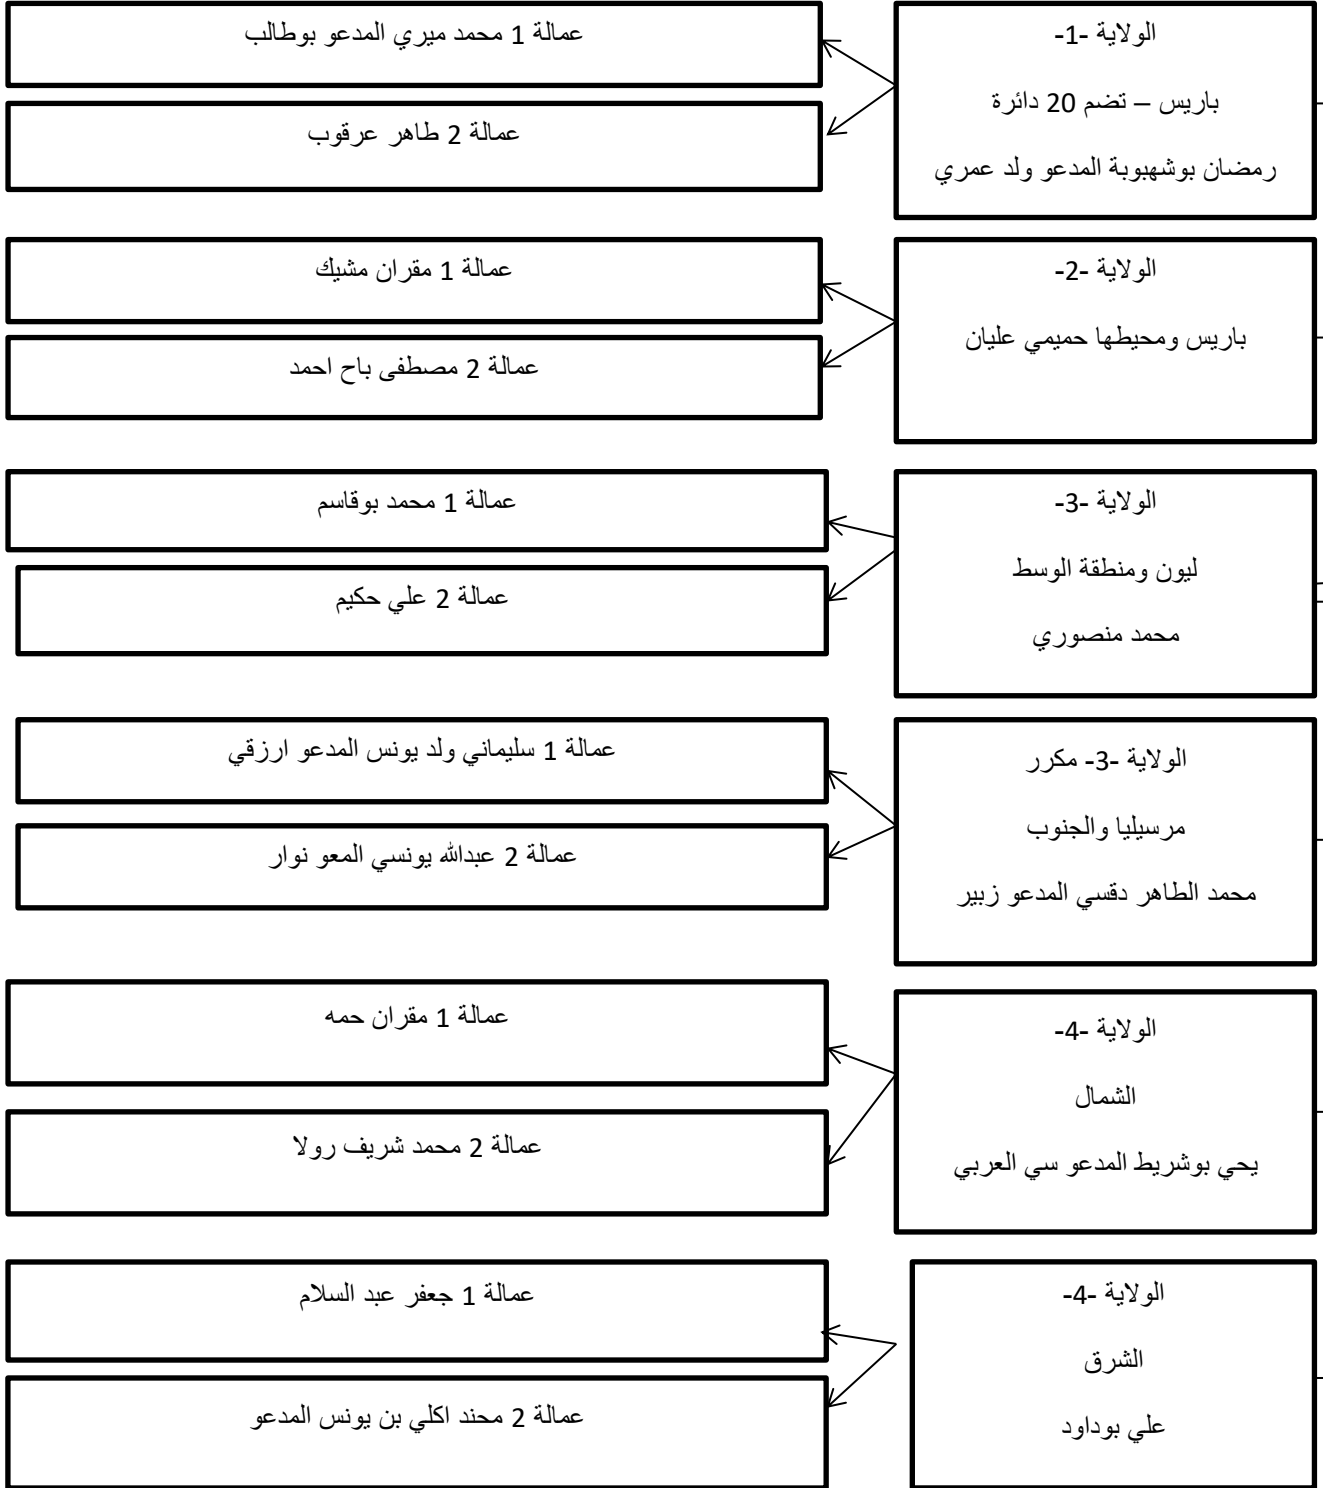 الولاية -1-
باريس – تضم 20 دائرة
رمضان بوشهبوبة المدعو ولد عمري
عمالة 1 محمد ميري المدعو بوطالب
عمالة 2 طاهر عرقوب
الولاية -2-
باريس ومحيطها حميمي عليان
عمالة 1 مقران مشيك
عمالة 2 مصطفى باح احمد
الولاية -3-
ليون ومنطقة الوسط
محمد منصوري
عمالة 1 محمد بوقاسم
عمالة 2 علي حكيم
الولاية -3- مكرر
مرسيليا والجنوب
محمد الطاهر دقسي المدعو زبير
عمالة 1 سليماني ولد يونس المدعو ارزقي
عمالة 2 عبدالله يونسي المعو نوار
الولاية -4-
الشمال
يحي بوشريط المدعو سي العربي
عمالة 1 مقران حمه
عمالة 2 محمد شريف رولا
الولاية -4-
الشرق
علي بوداود
عمالة 1 جعفر عبد السلام
عمالة 2 محند اكلي بن يونس المدعو